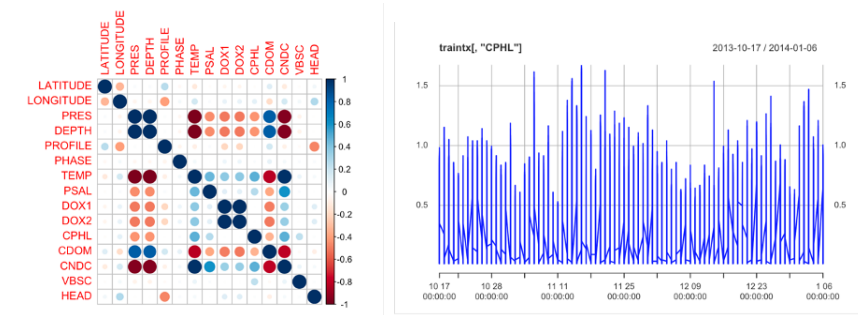 LATITUDE
LONGITUDE
PRES
DEPTH
PROFILE
PHASE
TEMP
PSAL
DOX1
DOX2
CPHL
CDOM
CNDC
VBSC
HEAD
LATITUDE
LONGITUDE
PRES
DEPTH
PROFILE
PHASE
TEMP
PSAL
DOX1
DOX2
CPHL
CDOM
CNDC
VBSC
HEAD
1
0.8
0.6
0.4
0.2
0
-0.2
-0.4
-0.6
-0.8
-1
traintx[, "CPHL"] 2013-10-17 / 2014-01-06
1.5 1.5
1.0 1.0
0.5 0.5
10 17 10 28 11 11 11 25 12 09 12 23 1 06
00:00:00 00:00:00 00:00:00 00:00:00 00:00:00 00:00:00 00:00:00